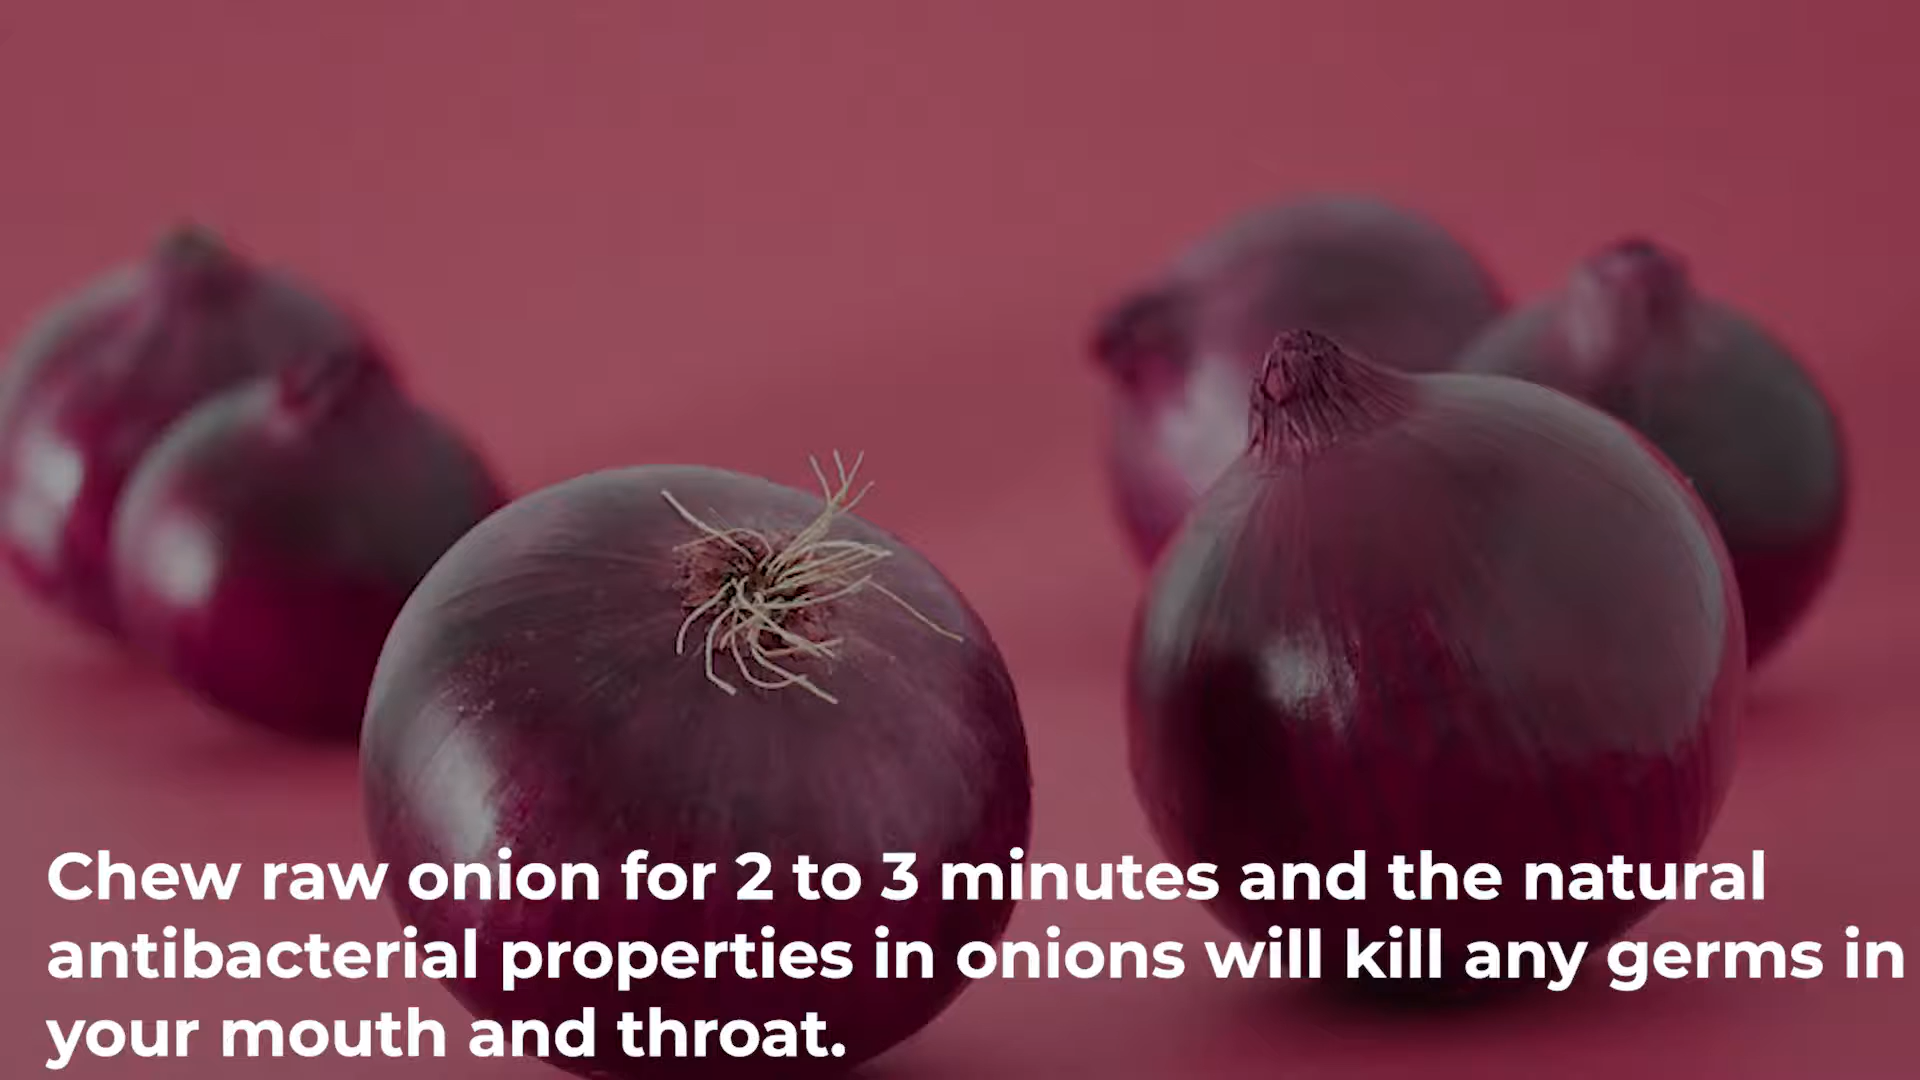 Chew raw onion for 2 to 3 minutes and the natural
antibacterial properties in onions will kill any germs in
your mouth and throat.